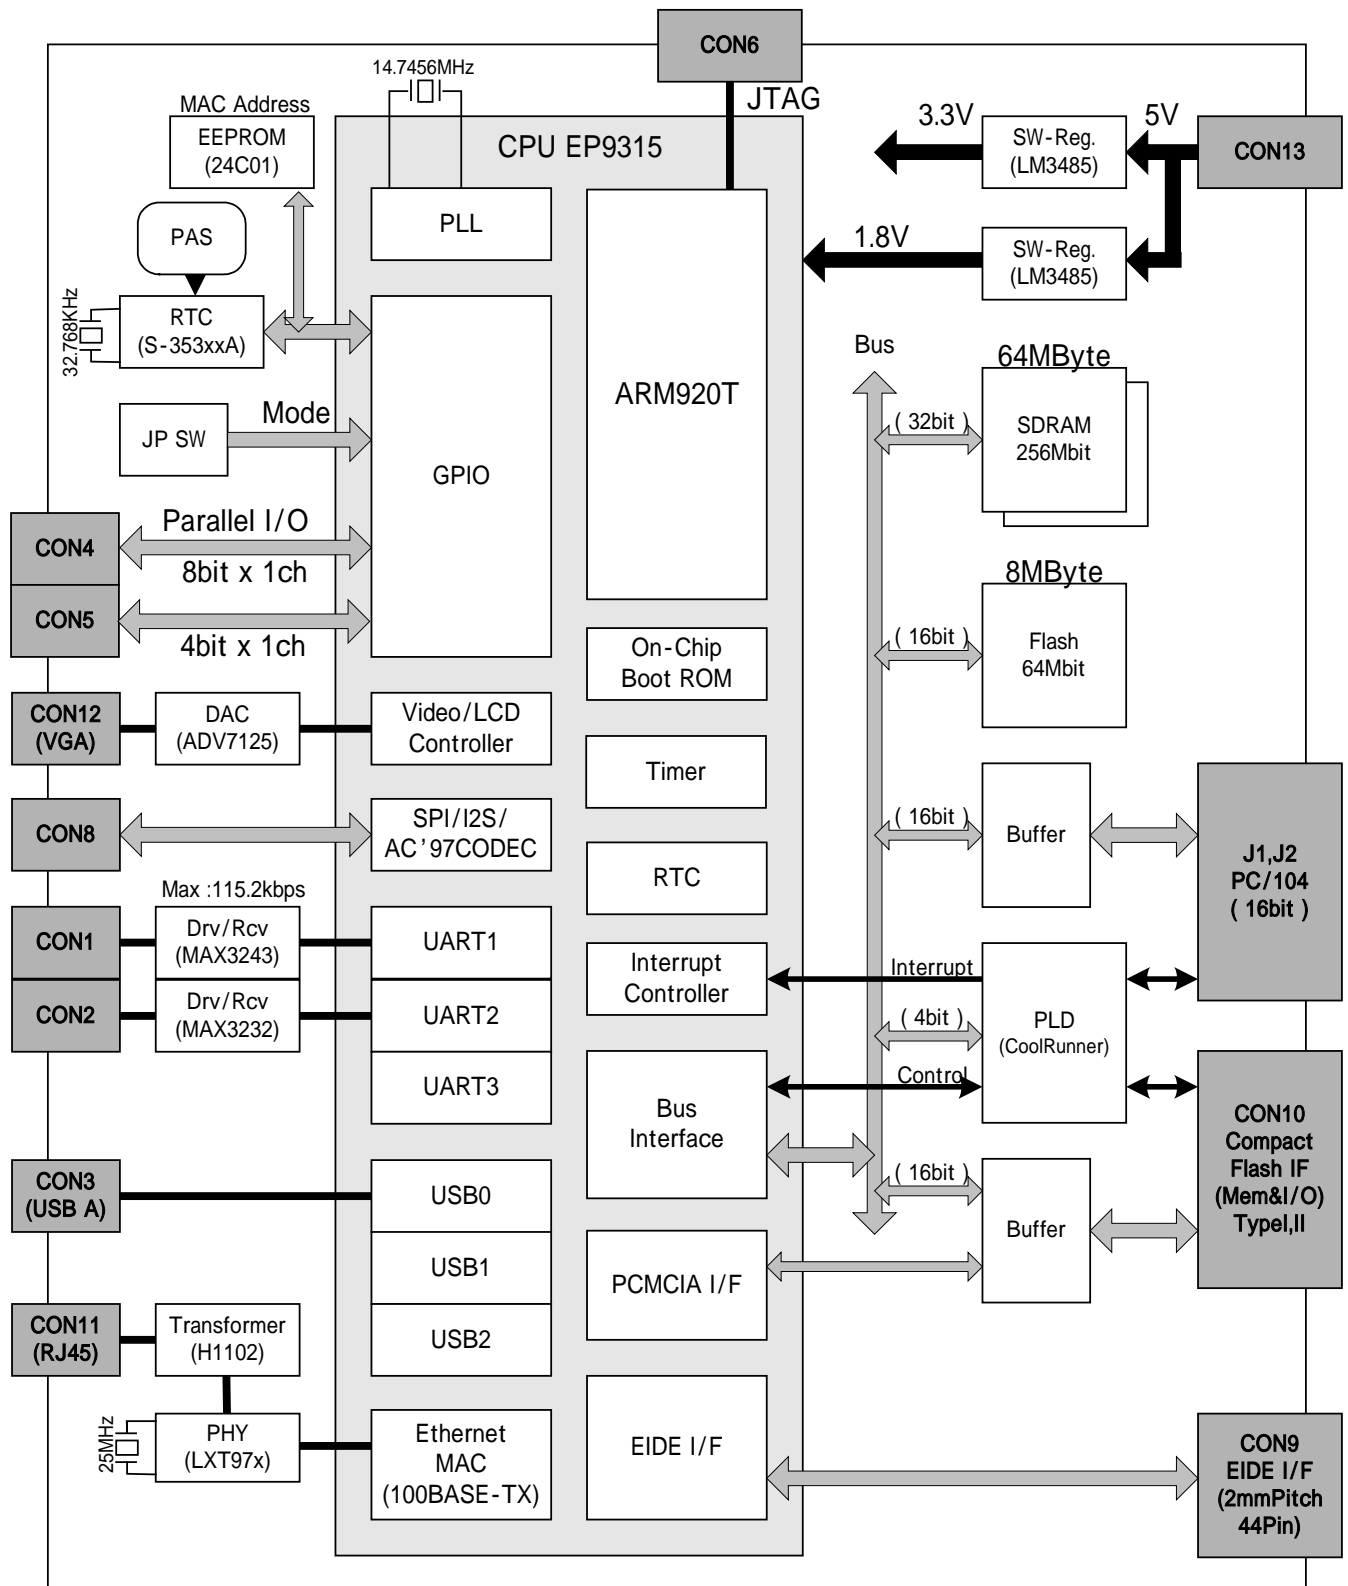 CON6
14.7456MHz
JTAG
MAC Address
EEPROM
(24C01)
CPU EP9315
3.3V
SW-Reg.
(LM3485)
5V
CON13
PAS
PLL
1.8V
SW-Reg.
(LM3485)
32.768KHz
RTC
(S-353xxA)
ARM920T
Bus
64MByte
JP SW
Mode
GPIO
( 32bit )
SDRAM
256Mbit
CON4
Parallel I/O
8bit x 1ch
8MByte
CON5
4bit x 1ch
On-Chip
Boot ROM
( 16bit )
Flash
64Mbit
CON12
(VGA)
DAC
(ADV7125)
Video/LCD
Controller
Timer
CON8
SPI/I2S/
AC'97CODEC
( 16bit )
Buffer
J1,J2
PC/104
( 16bit )
RTC
Max :115.2kbps
CON1
Drv/Rcv
(MAX3243)
UART1
Interrupt
Controller
Interrupt
CON2
Drv/Rcv
(MAX3232)
UART2
( 4bit )
PLD
(CoolRunner)
UART3
Bus
Interface
Control
CON10
Compact
Flash IF
(Mem&I/O)
TypeI,II
CON3
(USB A)
USB0
( 16bit )
Buffer
USB1
PCMCIA I/F
CON11
(RJ45)
Transformer
(H1102)
USB2
25MHz
PHY
(LXT97x)
Ethernet
MAC
(100BASE-TX)
EIDE I/F
CON9
EIDE I/F
(2mmPitch
44Pin)